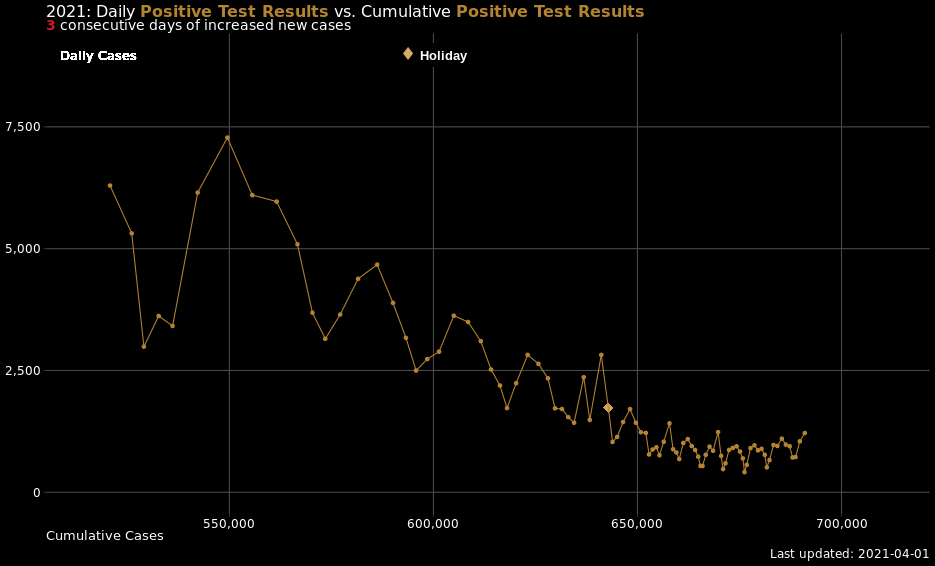 2021: Daily Positive Test Results vs. Cumulative Positive Test Results
3 consecutive days of increased new cases
Daily Cases
Holiday
7,500
5,000
2,500
0
550,000
600,000
650,000
700,000
Cumulative Cases
Last updated: 2021-04-01